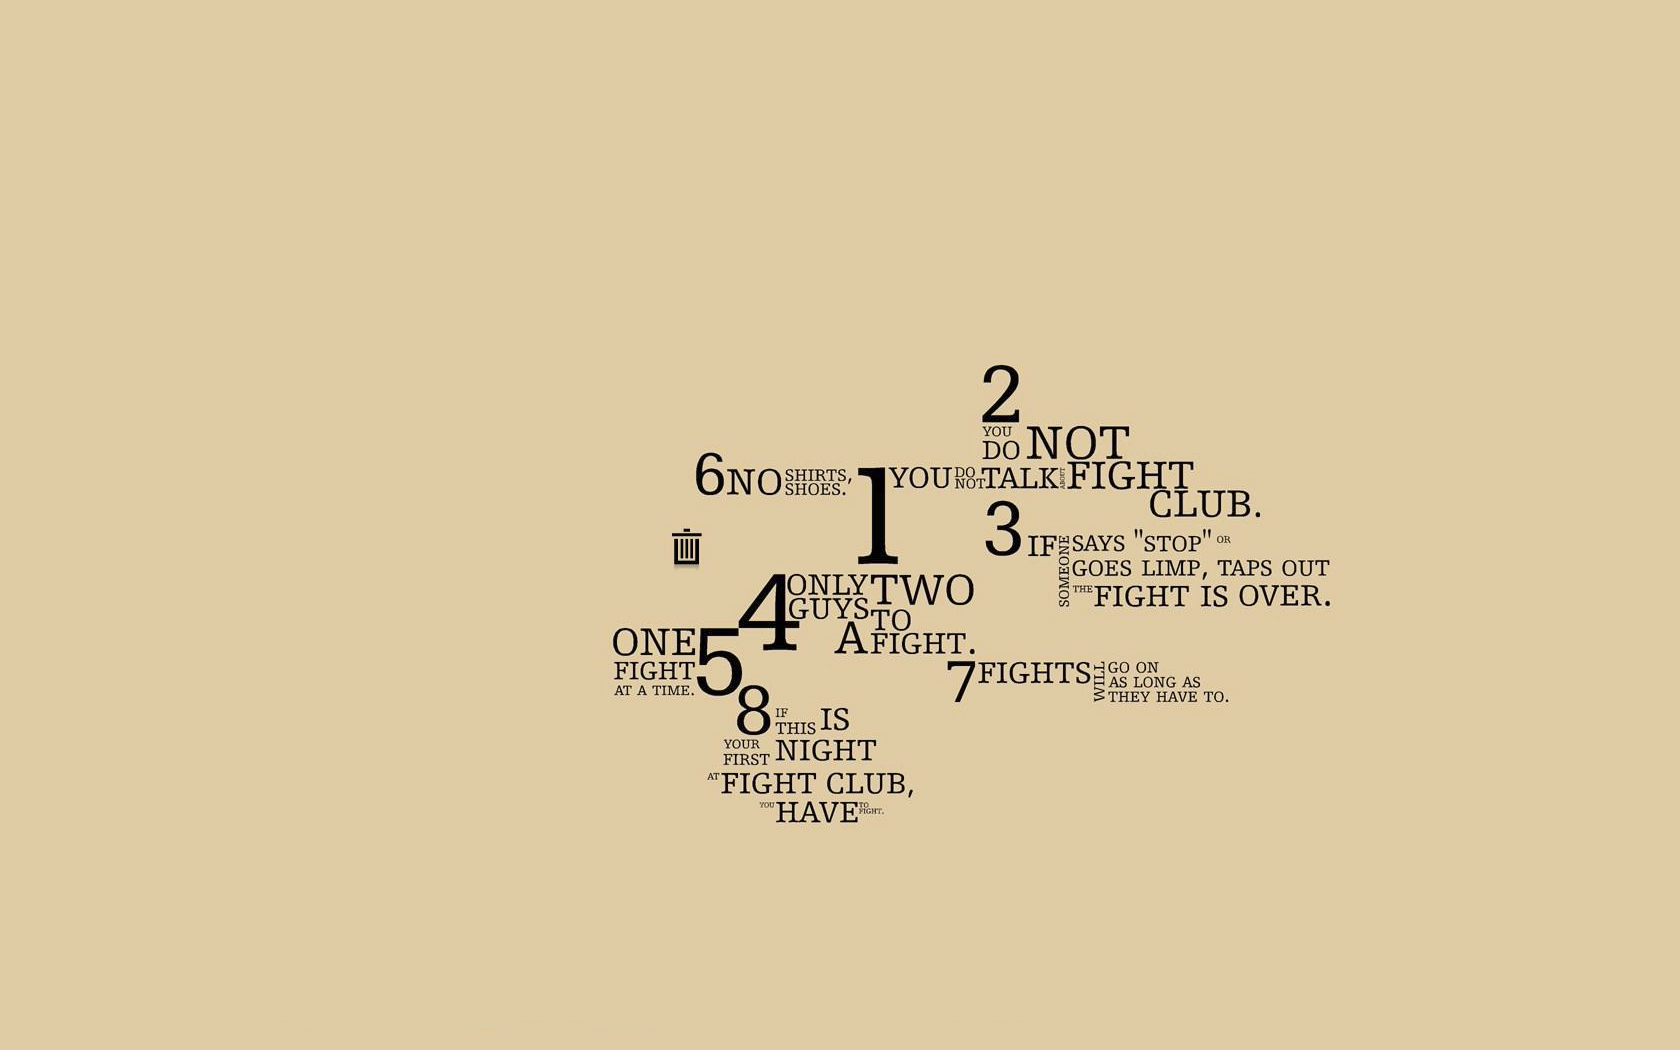 1 YOU DO NOT TALK ABOUT FIGHT CLUB.
2 YOU DO NOT TALK ABOUT FIGHT CLUB.
3 IF SOMEONE SAYS "STOP" OR
GOES LIMP, TAPS OUT
THE FIGHT IS OVER.
4 ONLY TWO
GUYS TO
A FIGHT.
5 ONE
FIGHT
AT A TIME.
6 NO SHIRTS,
SHOES.
7 FIGHTS WILL GO ON
AS LONG AS
THEY HAVE TO.
8 IF
THIS IS
YOUR
FIRST NIGHT
AT FIGHT CLUB,
YOU HAVE TO
FIGHT.